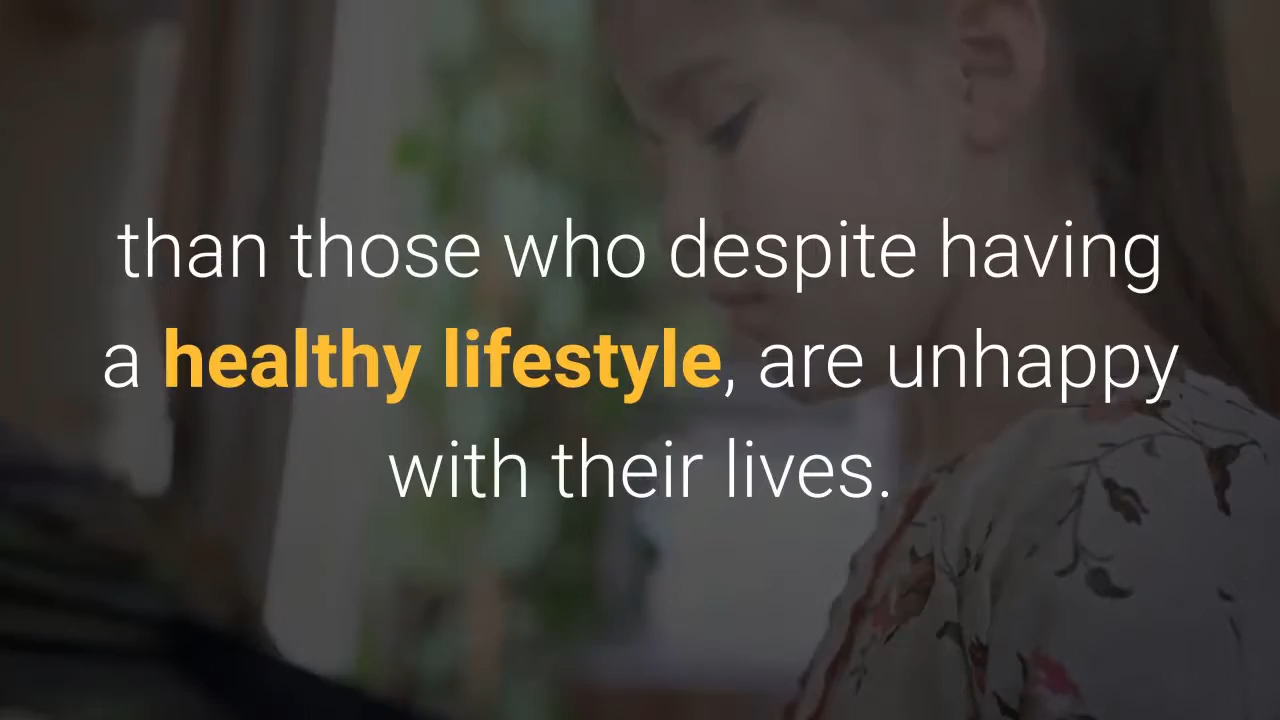 than those who despite having
a healthy lifestyle, are unhappy
with their lives.